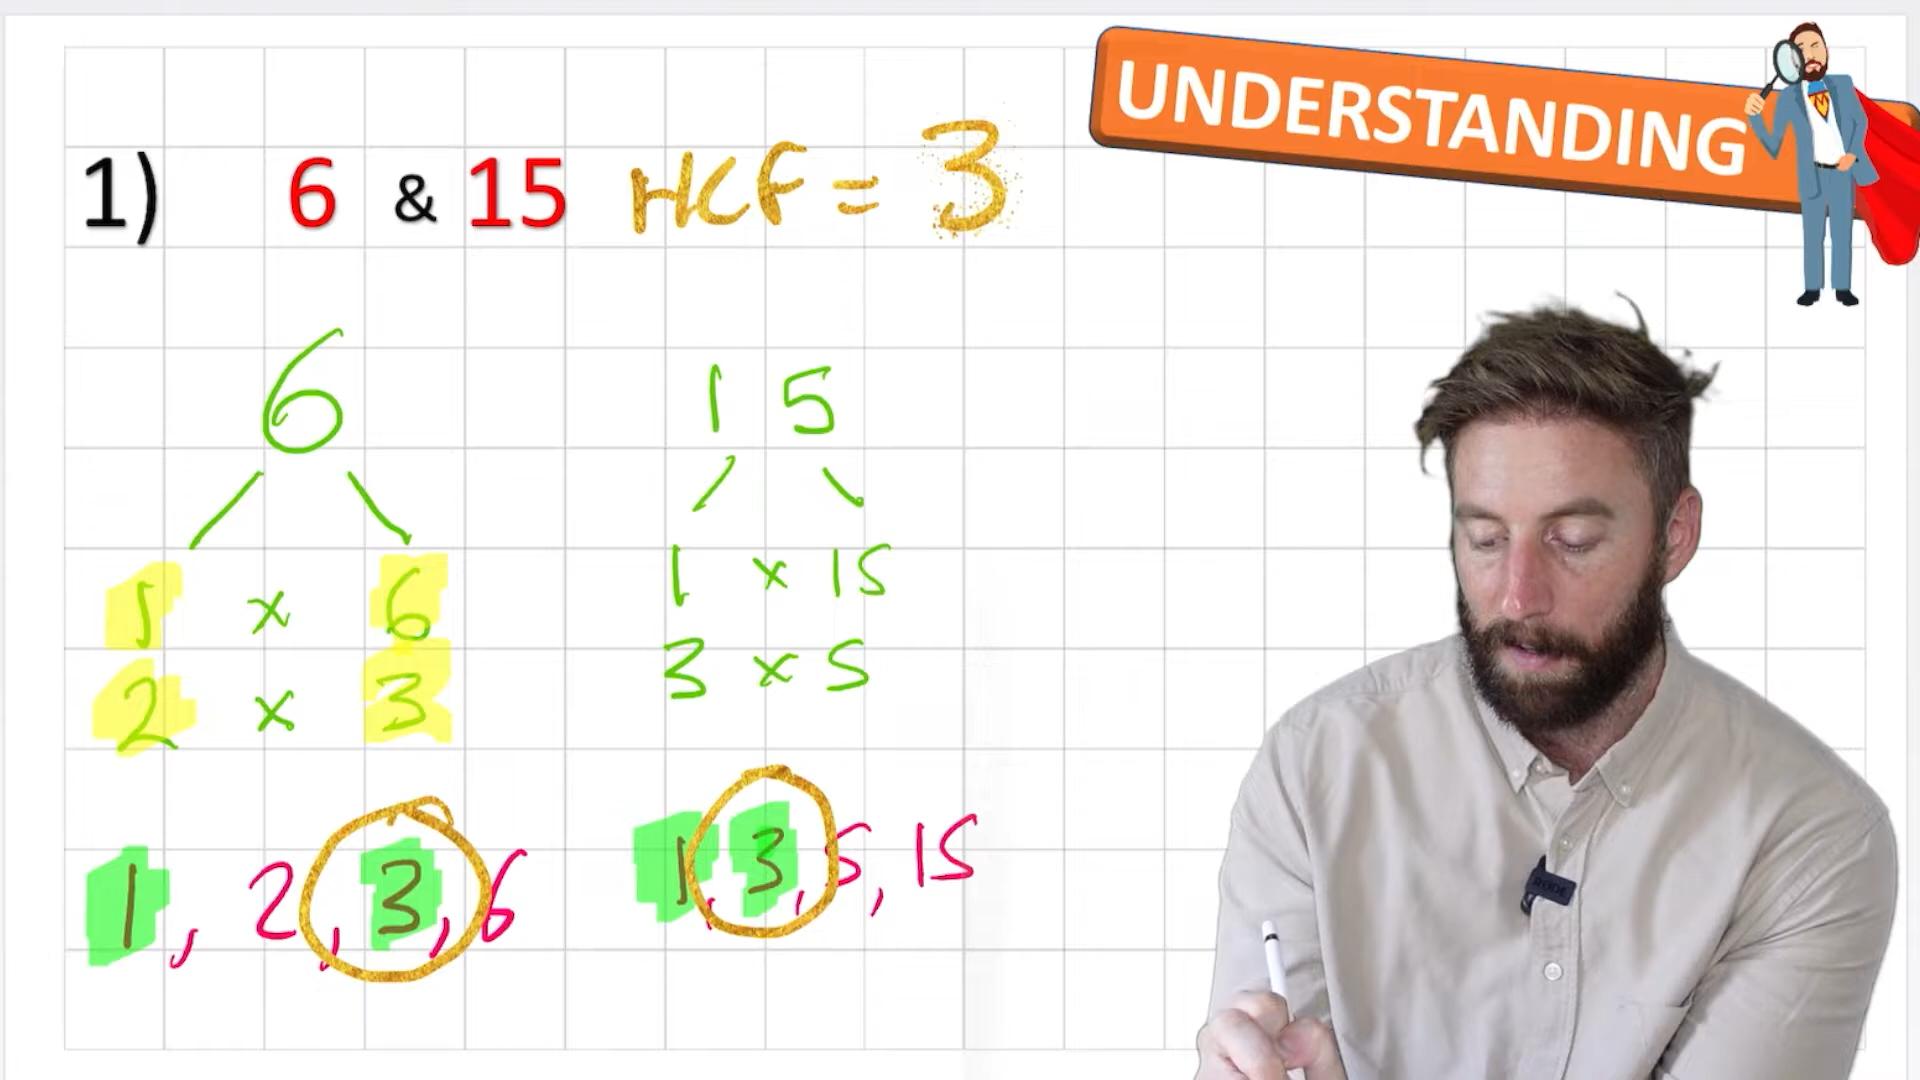 UNDERSTANDING
1) 6 & 15 HCF = 3
6
1 x 6
2 x 3
1, 2, 3, 6
15
1 x 15
3 x 5
1, 3, 5, 15
RODE